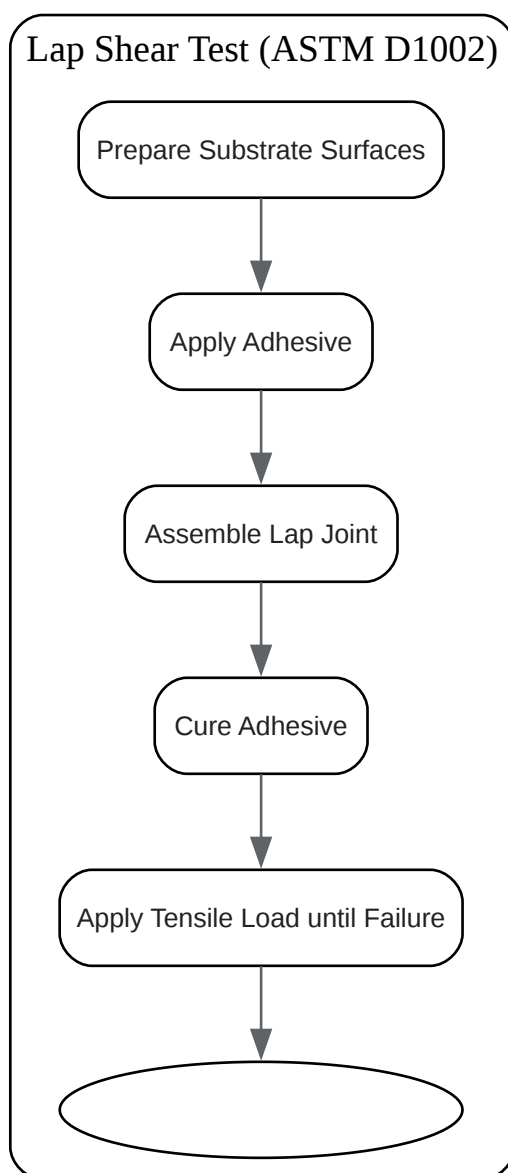 Lap Shear Test (ASTM D1002)
Prepare Substrate Surfaces
Apply Adhesive
Assemble Lap Joint
Cure Adhesive
Apply Tensile Load until Failure